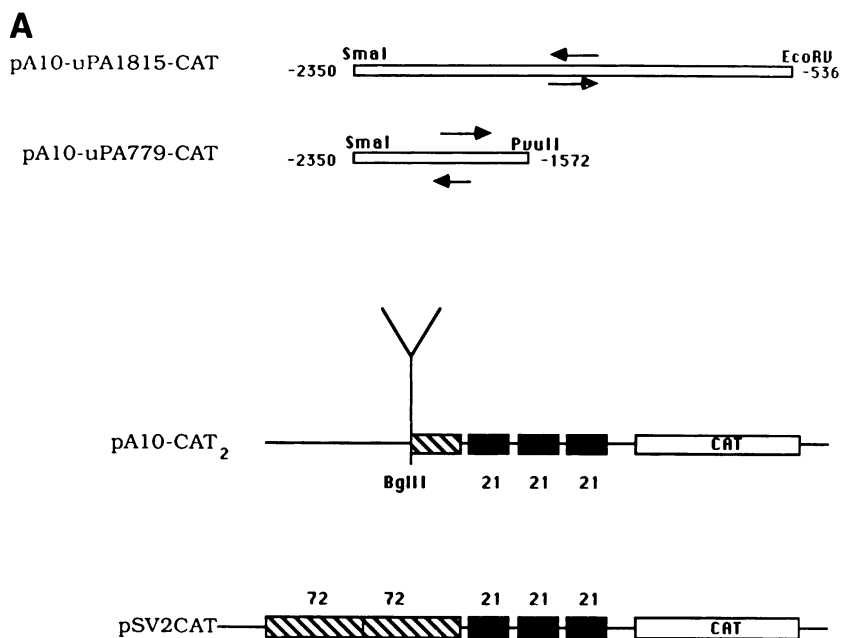 A
pA10-uPA1815-CAT -2350 SmaI EcoRV -536
pA10-uPA779-CAT -2350 SmaI PvuII -1572
pA10-CAT2 CAT
BglII 21 21 21
72 72 21 21 21
pSV2CAT CAT